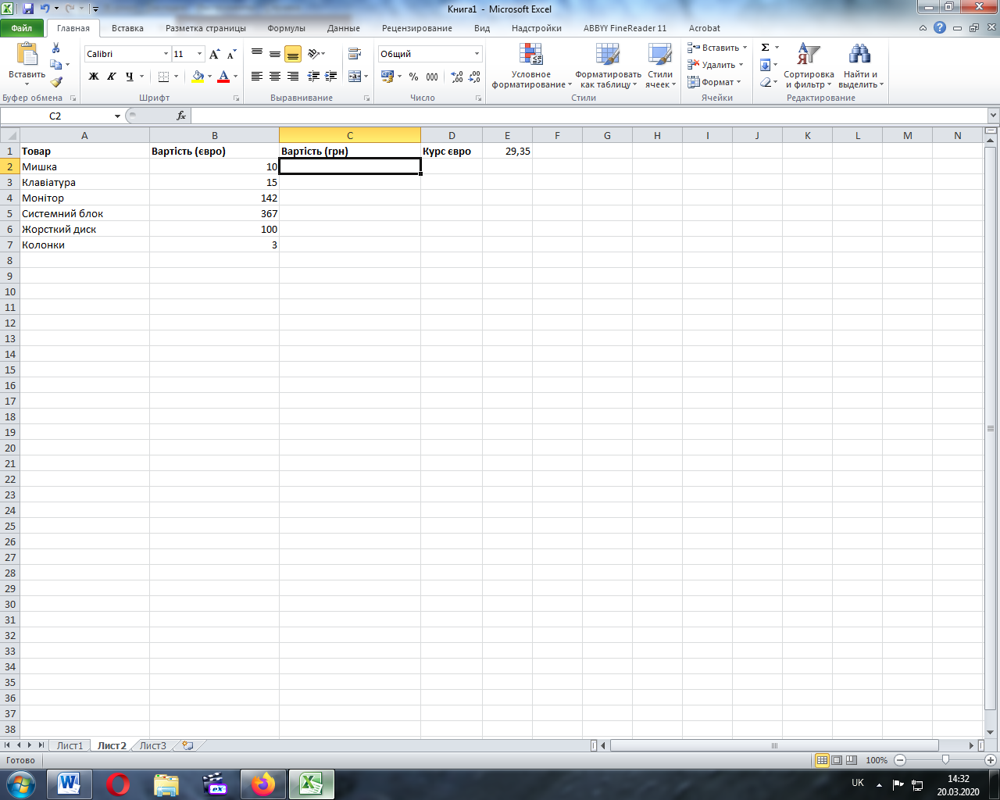 Книга1 - Microsoft Excel
Файл Главная Вставка Разметка страницы Формулы Данные Рецензирование Вид Надстройки ABBYY FineReader 11 Acrobat
Вставить
Буфер обмена
Calibri 11
Ж К Ч
Шрифт
Выравнивание
Общий
% 000
Число
Условное форматирование
Форматировать как таблицу
Стили ячеек
Стили
Вставить
Удалить
Формат
Ячейки
Сортировка и фильтр
Найти и выделить
Редактирование
C2 fx
A B C D E F G H I J K L M N
1 Товар Вартість (євро) Вартість (грн) Курс євро 29,35
2 Мишка 10
3 Клавіатура 15
4 Монітор 142
5 Системний блок 367
6 Жорсткий диск 100
7 Колонки 3
8
9
10
11
12
13
14
15
16
17
18
19
20
21
22
23
24
25
26
27
28
29
30
31
32
33
34
35
36
37
38
Лист1 Лист2 Лист3
Готово 100%
UK 14:32
20.03.2020